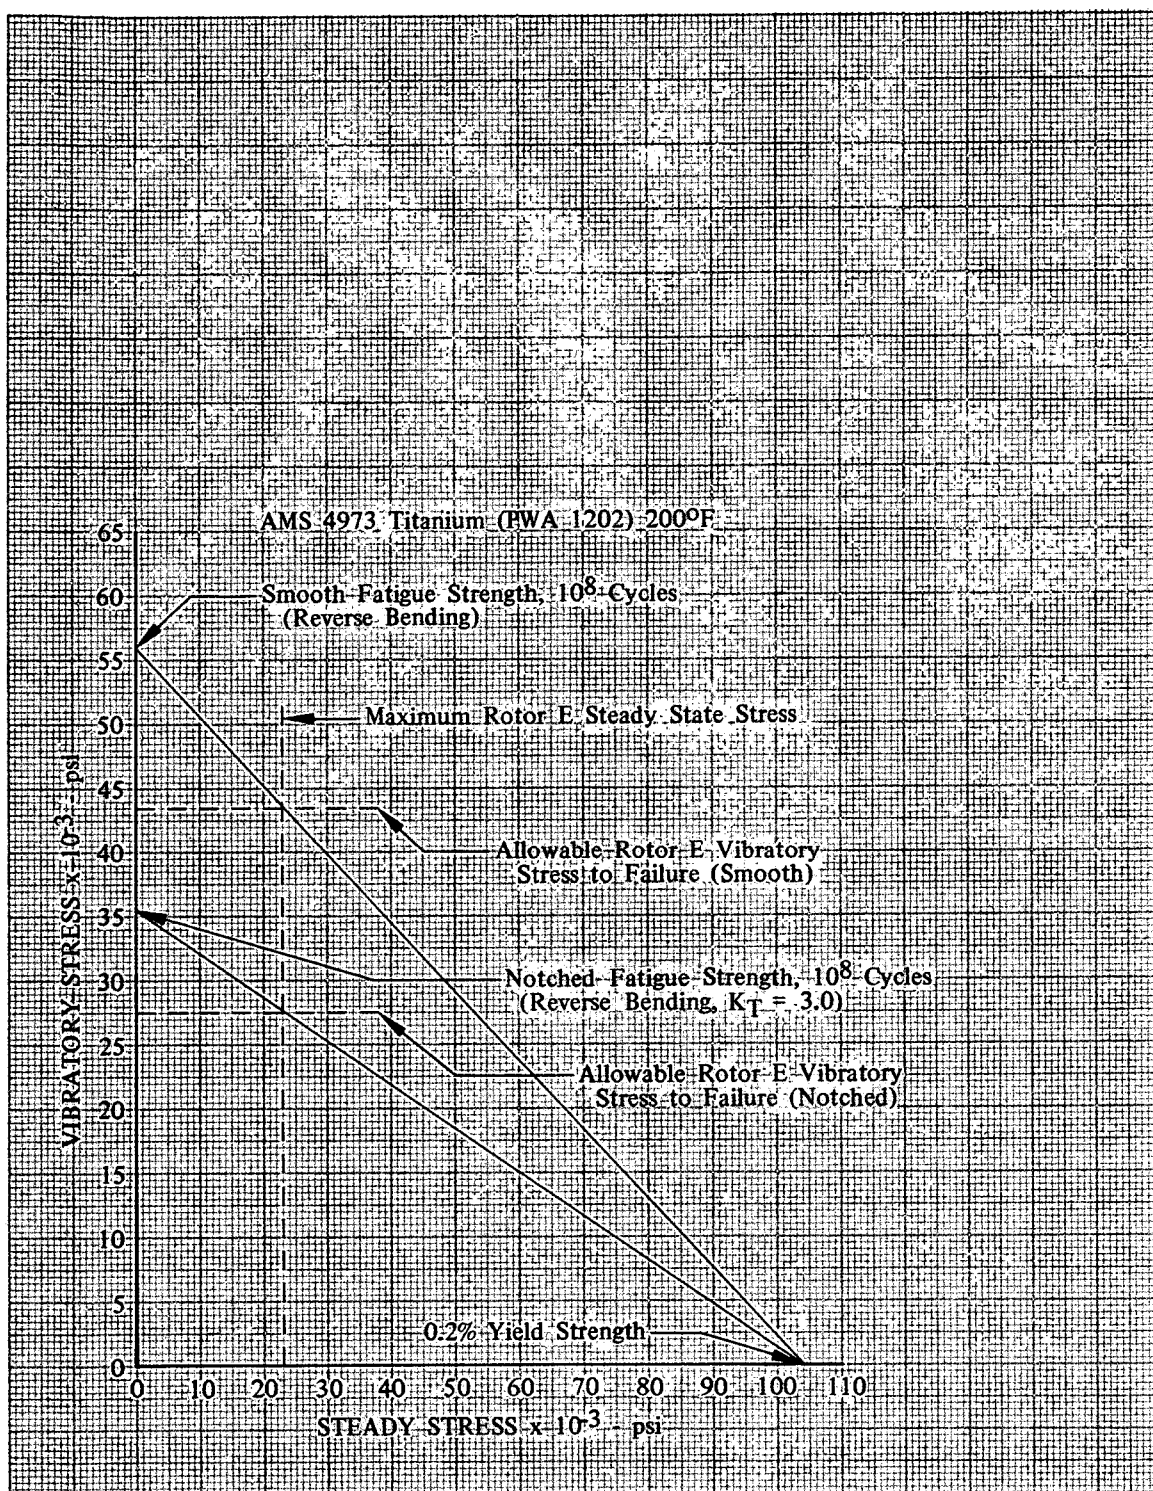 AMS 4973 Titanium (PWA 1202) 200°F
65
60
55
50
45
40
35
30
25
20
15
10
5
0
VIBRATORY STRESS x 10-3 - psi
Smooth Fatigue Strength, 10⁸ Cycles
(Reverse Bending)
Maximum Rotor E Steady State Stress
Allowable Rotor E Vibratory
Stress to Failure (Smooth)
Notched Fatigue Strength, 10⁸ Cycles
(Reverse Bending, KT = 3.0)
Allowable Rotor E Vibratory
Stress to Failure (Notched)
0.2% Yield Strength
0 10 20 30 40 50 60 70 80 90 100 110
STEADY STRESS x 10-3 - psi